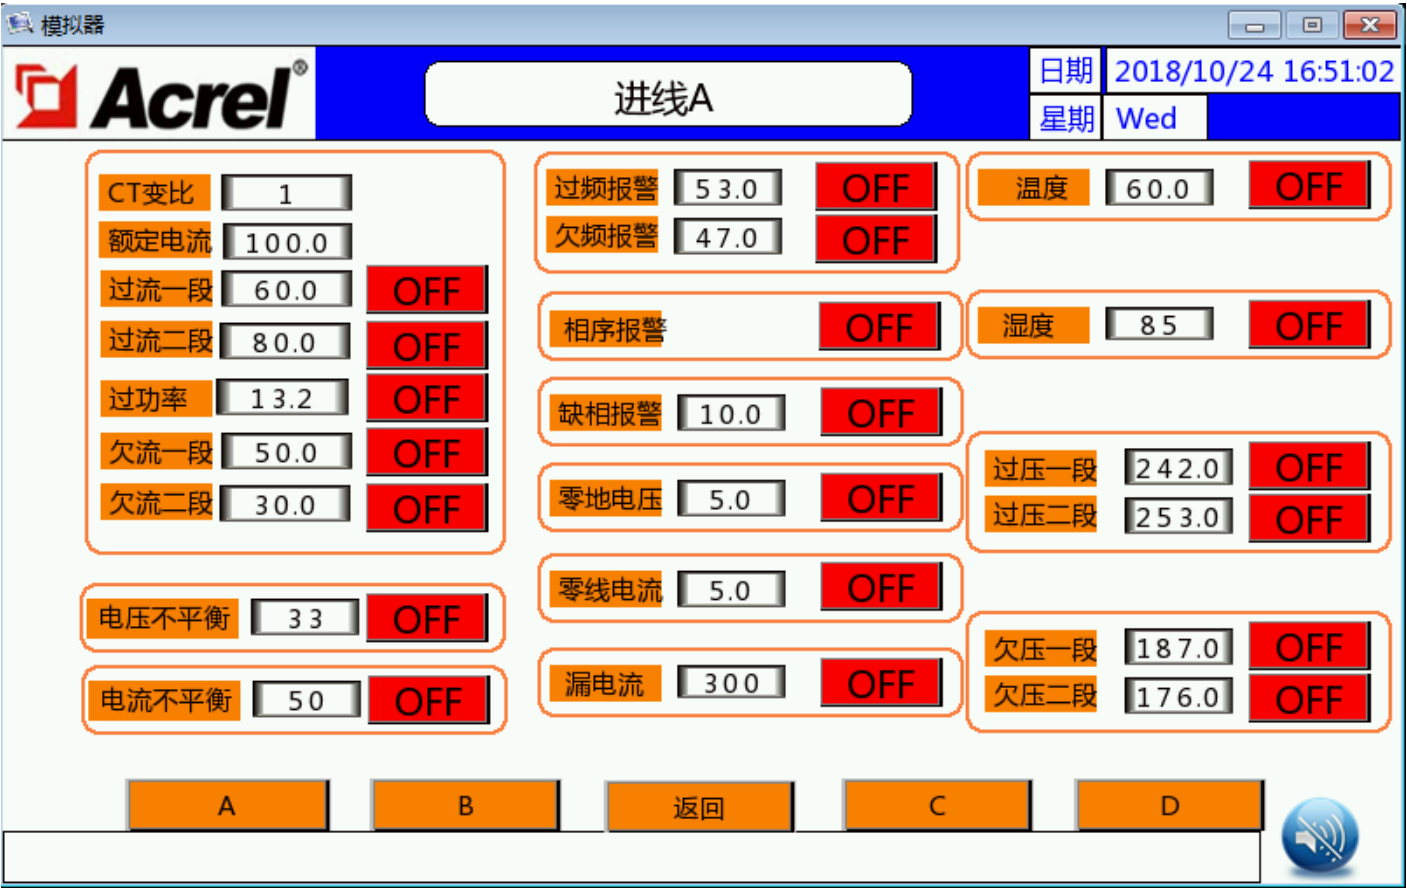 模拟器
Acrel®
进线A
日期 2018/10/24 16:51:02
星期 Wed
CT变比 1
额定电流 100.0
过流一段 60.0 OFF
过流二段 80.0 OFF
过功率 13.2 OFF
欠流一段 50.0 OFF
欠流二段 30.0 OFF
电压不平衡 33 OFF
电流不平衡 50 OFF
过频报警 53.0 OFF
欠频报警 47.0 OFF
相序报警 OFF
缺相报警 10.0 OFF
零地电压 5.0 OFF
零线电流 5.0 OFF
漏电流 300 OFF
温度 60.0 OFF
湿度 85 OFF
过压一段 242.0 OFF
过压二段 253.0 OFF
欠压一段 187.0 OFF
欠压二段 176.0 OFF
A B 返回 C D